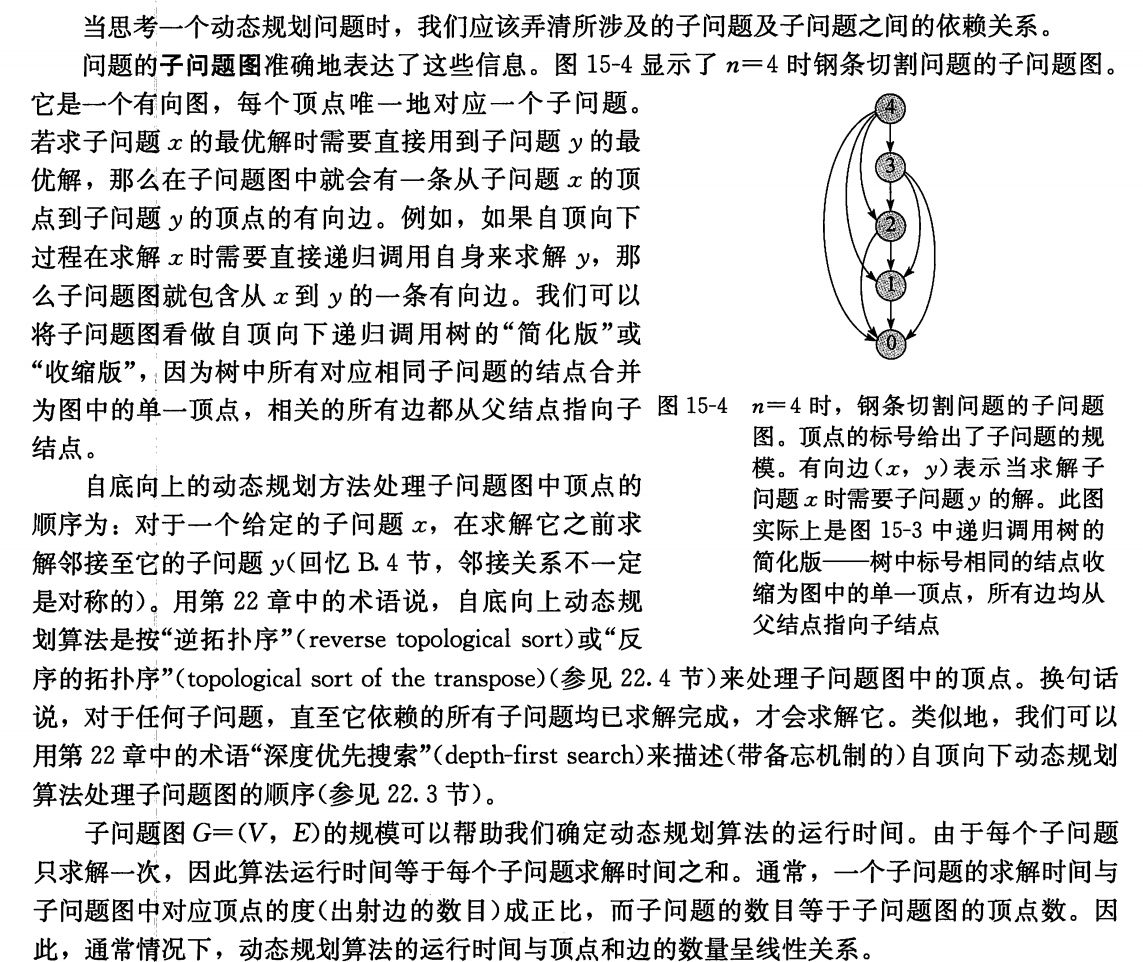 当思考一个动态规划问题时，我们应该弄清所涉及的子问题及子问题之间的依赖关系。
问题的子问题图准确地表达了这些信息。图 15-4 显示了 n=4 时钢条切割问题的子问题图。
它是一个有向图，每个顶点唯一地对应一个子问题。
若求子问题 x 的最优解时需要直接用到子问题 y 的最
优解，那么在子问题图中就会有一条从子问题 x 的顶
点到子问题 y 的顶点的有向边。例如，如果自顶向下
过程在求解 x 时需要直接递归调用自身来求解 y，那
么子问题图就包含从 x 到 y 的一条有向边。我们可以
将子问题图看做自顶向下递归调用树的“简化版”或
“收缩版”，因为树中所有对应相同子问题的结点合并
为图中的单一顶点，相关的所有边都从父结点指向子
结点。
4
3
2
1
0
图 15-4 n=4 时，钢条切割问题的子问题
图。顶点的标号给出了子问题的规
模。有向边(x，y)表示当求解子
问题 x 时需要子问题 y 的解。此图
实际上是图 15-3 中递归调用树的
简化版——树中标号相同的结点收
缩为图中的单一顶点，所有边均从
父结点指向子结点
自底向上的动态规划方法处理子问题图中顶点的
顺序为：对于一个给定的子问题 x，在求解它之前求
解邻接至它的子问题 y(回忆 B.4 节，邻接关系不一定
是对称的)。用第 22 章中的术语说，自底向上动态规
划算法是按“逆拓扑序”(reverse topological sort)或“反
序的拓扑序”(topological sort of the transpose)(参见 22.4 节)来处理子问题图中的顶点。换句话
说，对于任何子问题，直至它依赖的所有子问题均已求解完成，才会求解它。类似地，我们可以
用第 22 章中的术语“深度优先搜索”(depth-first search)来描述(带备忘机制的)自顶向下动态规划
算法处理子问题图的顺序(参见 22.3 节)。
子问题图 G=(V，E)的规模可以帮助我们确定动态规划算法的运行时间。由于每个子问题
只求解一次，因此算法运行时间等于每个子问题求解时间之和。通常，一个子问题的求解时间与
子问题图中对应顶点的度(出射边的数目)成正比，而子问题的数目等于子问题图的顶点数。因
此，通常情况下，动态规划算法的运行时间与顶点和边的数量呈线性关系。